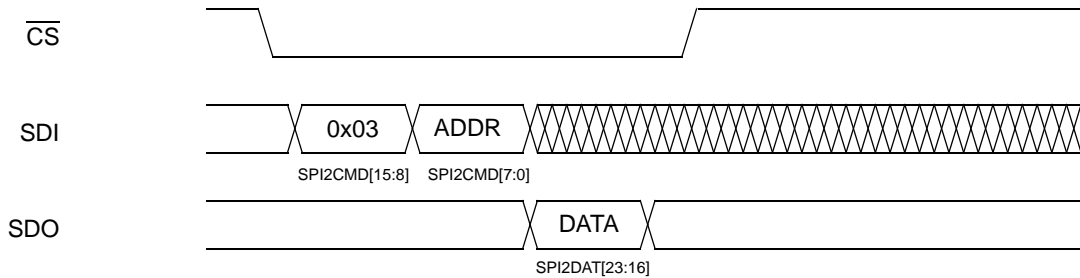 CS
SDI
0x03
ADDR
SPI2CMD[15:8]
SPI2CMD[7:0]
SDO
DATA
SPI2DAT[23:16]